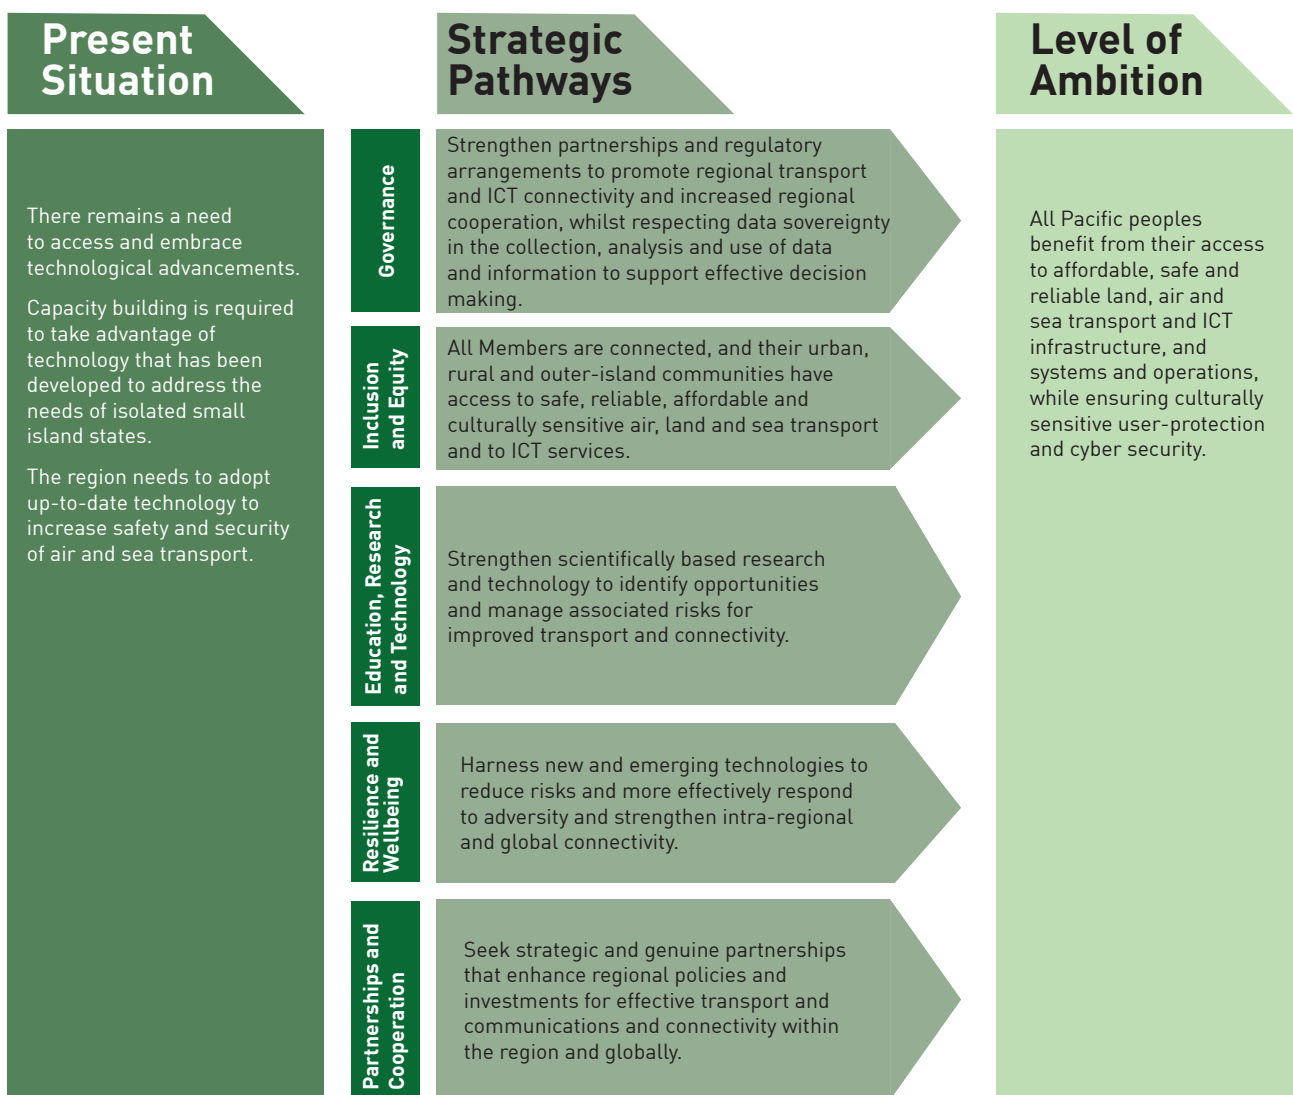 Present
Situation
Strategic
Pathways
Level of
Ambition
There remains a need
to access and embrace
technological advancements.
Capacity building is required
to take advantage of
technology that has been
developed to address the
needs of isolated small
island states.
The region needs to adopt
up-to-date technology to
increase safety and security
of air and sea transport.
Governance
Strengthen partnerships and regulatory
arrangements to promote regional transport
and ICT connectivity and increased regional
cooperation, whilst respecting data sovereignty
in the collection, analysis and use of data
and information to support effective decision
making.
Inclusion
and Equity
All Members are connected, and their urban,
rural and outer-island communities have
access to safe, reliable, affordable and
culturally sensitive air, land and sea transport
and to ICT services.
Education, Research
and Technology
Strengthen scientifically based research
and technology to identify opportunities
and manage associated risks for
improved transport and connectivity.
Resilience and
Wellbeing
Harness new and emerging technologies to
reduce risks and more effectively respond
to adversity and strengthen intra-regional
and global connectivity.
Partnerships and
Cooperation
Seek strategic and genuine partnerships
that enhance regional policies and
investments for effective transport and
communications and connectivity within
the region and globally.
All Pacific peoples
benefit from their access
to affordable, safe and
reliable land, air and
sea transport and ICT
infrastructure, and
systems and operations,
while ensuring culturally
sensitive user-protection
and cyber security.